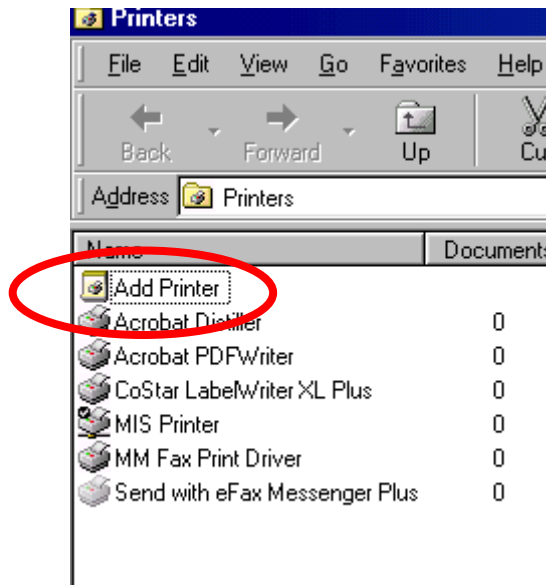 Printers
File Edit View Go Favorites Help
Back Forward Up Cu
Address Printers
Name Documents
Add Printer
Acrobat Distiller 0
Acrobat PDFWriter 0
CoStar LabelWriter XL Plus 0
MIS Printer 0
MM Fax Print Driver 0
Send with eFax Messenger Plus 0